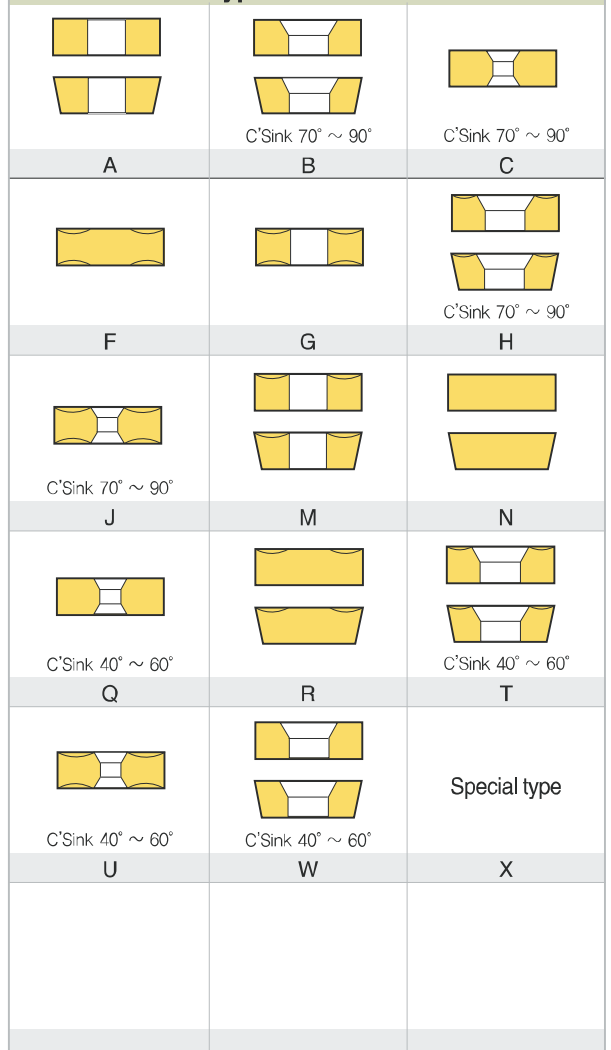 C'Sink 70° ~ 90°
C'Sink 70° ~ 90°
A
B
C
C'Sink 70° ~ 90°
F
G
H
C'Sink 70° ~ 90°
J
M
N
C'Sink 40° ~ 60°
C'Sink 40° ~ 60°
Q
R
T
Special type
C'Sink 40° ~ 60°
C'Sink 40° ~ 60°
U
W
X